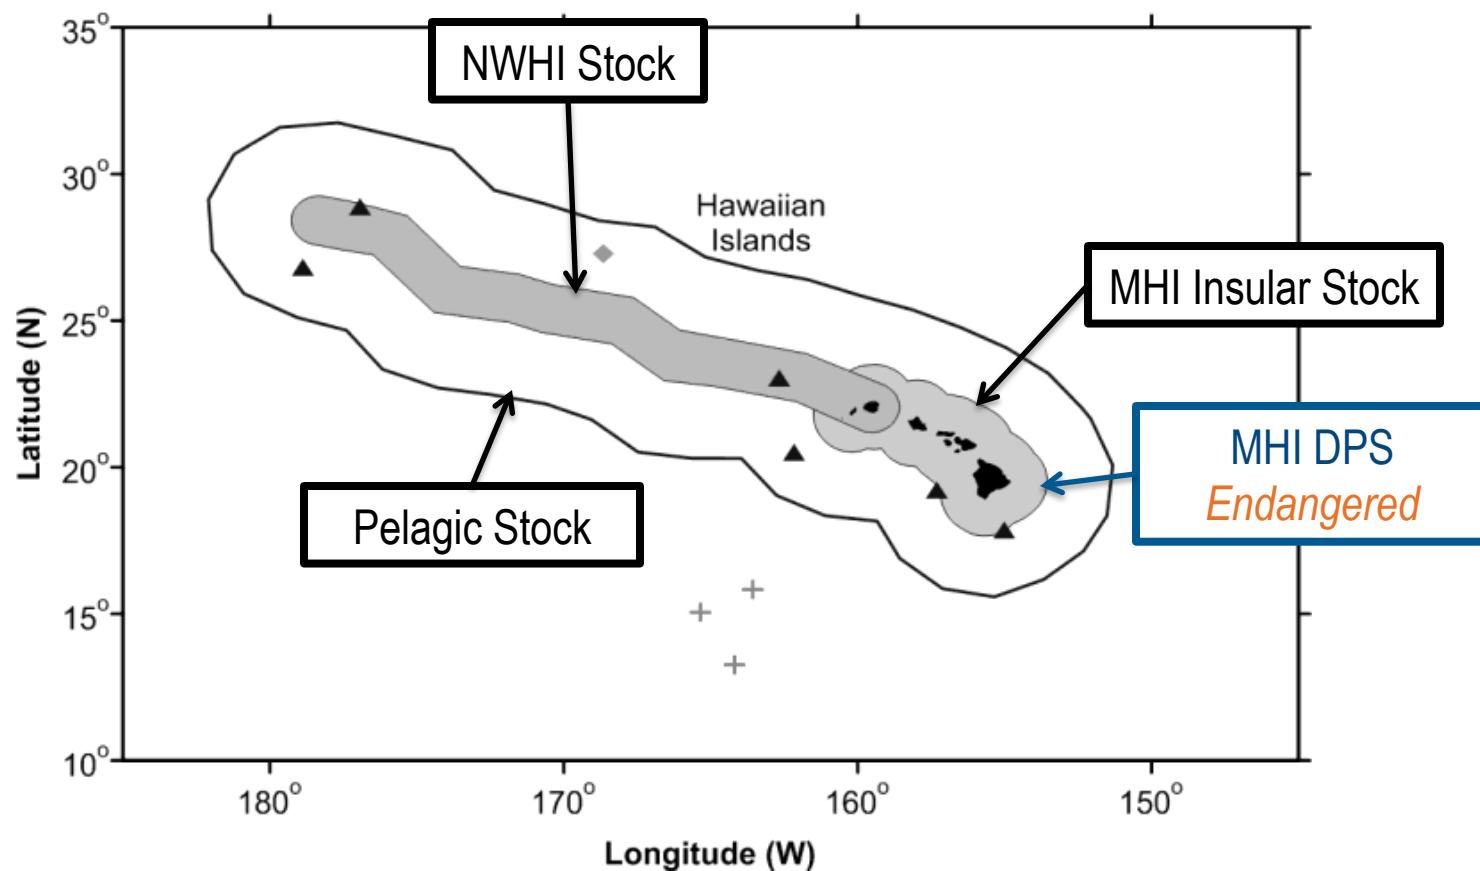 35°
NWHI Stock
30°
Hawaiian
Islands
MHI Insular Stock
25°
Latitude (N)
MHI DPS
Endangered
20°
Pelagic Stock
15°
10°
180°
170°
160°
150°
Longitude (W)